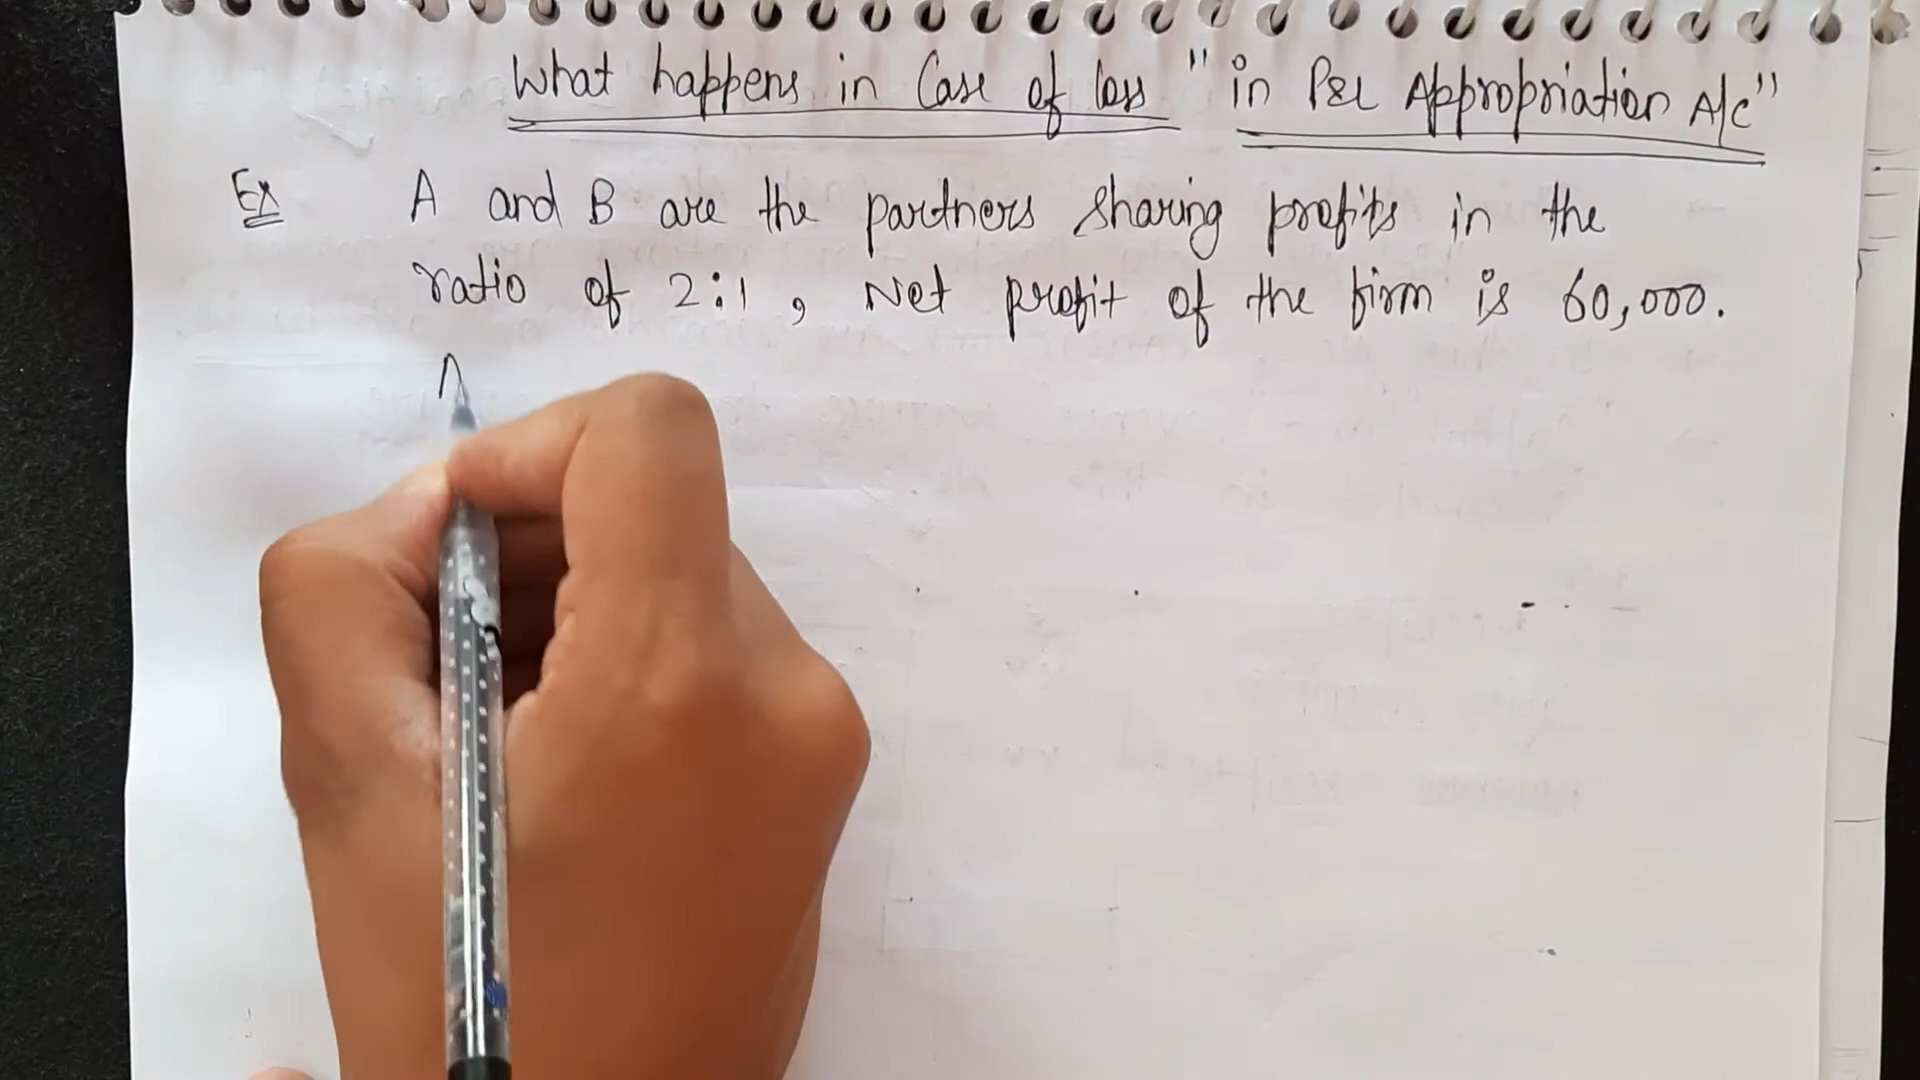 What happens in Case of loss "in P&L Appropriation A/c"
Ex A and B are the partners sharing profits in the
ratio of 2:1, Net profit of the firm is 60,000.